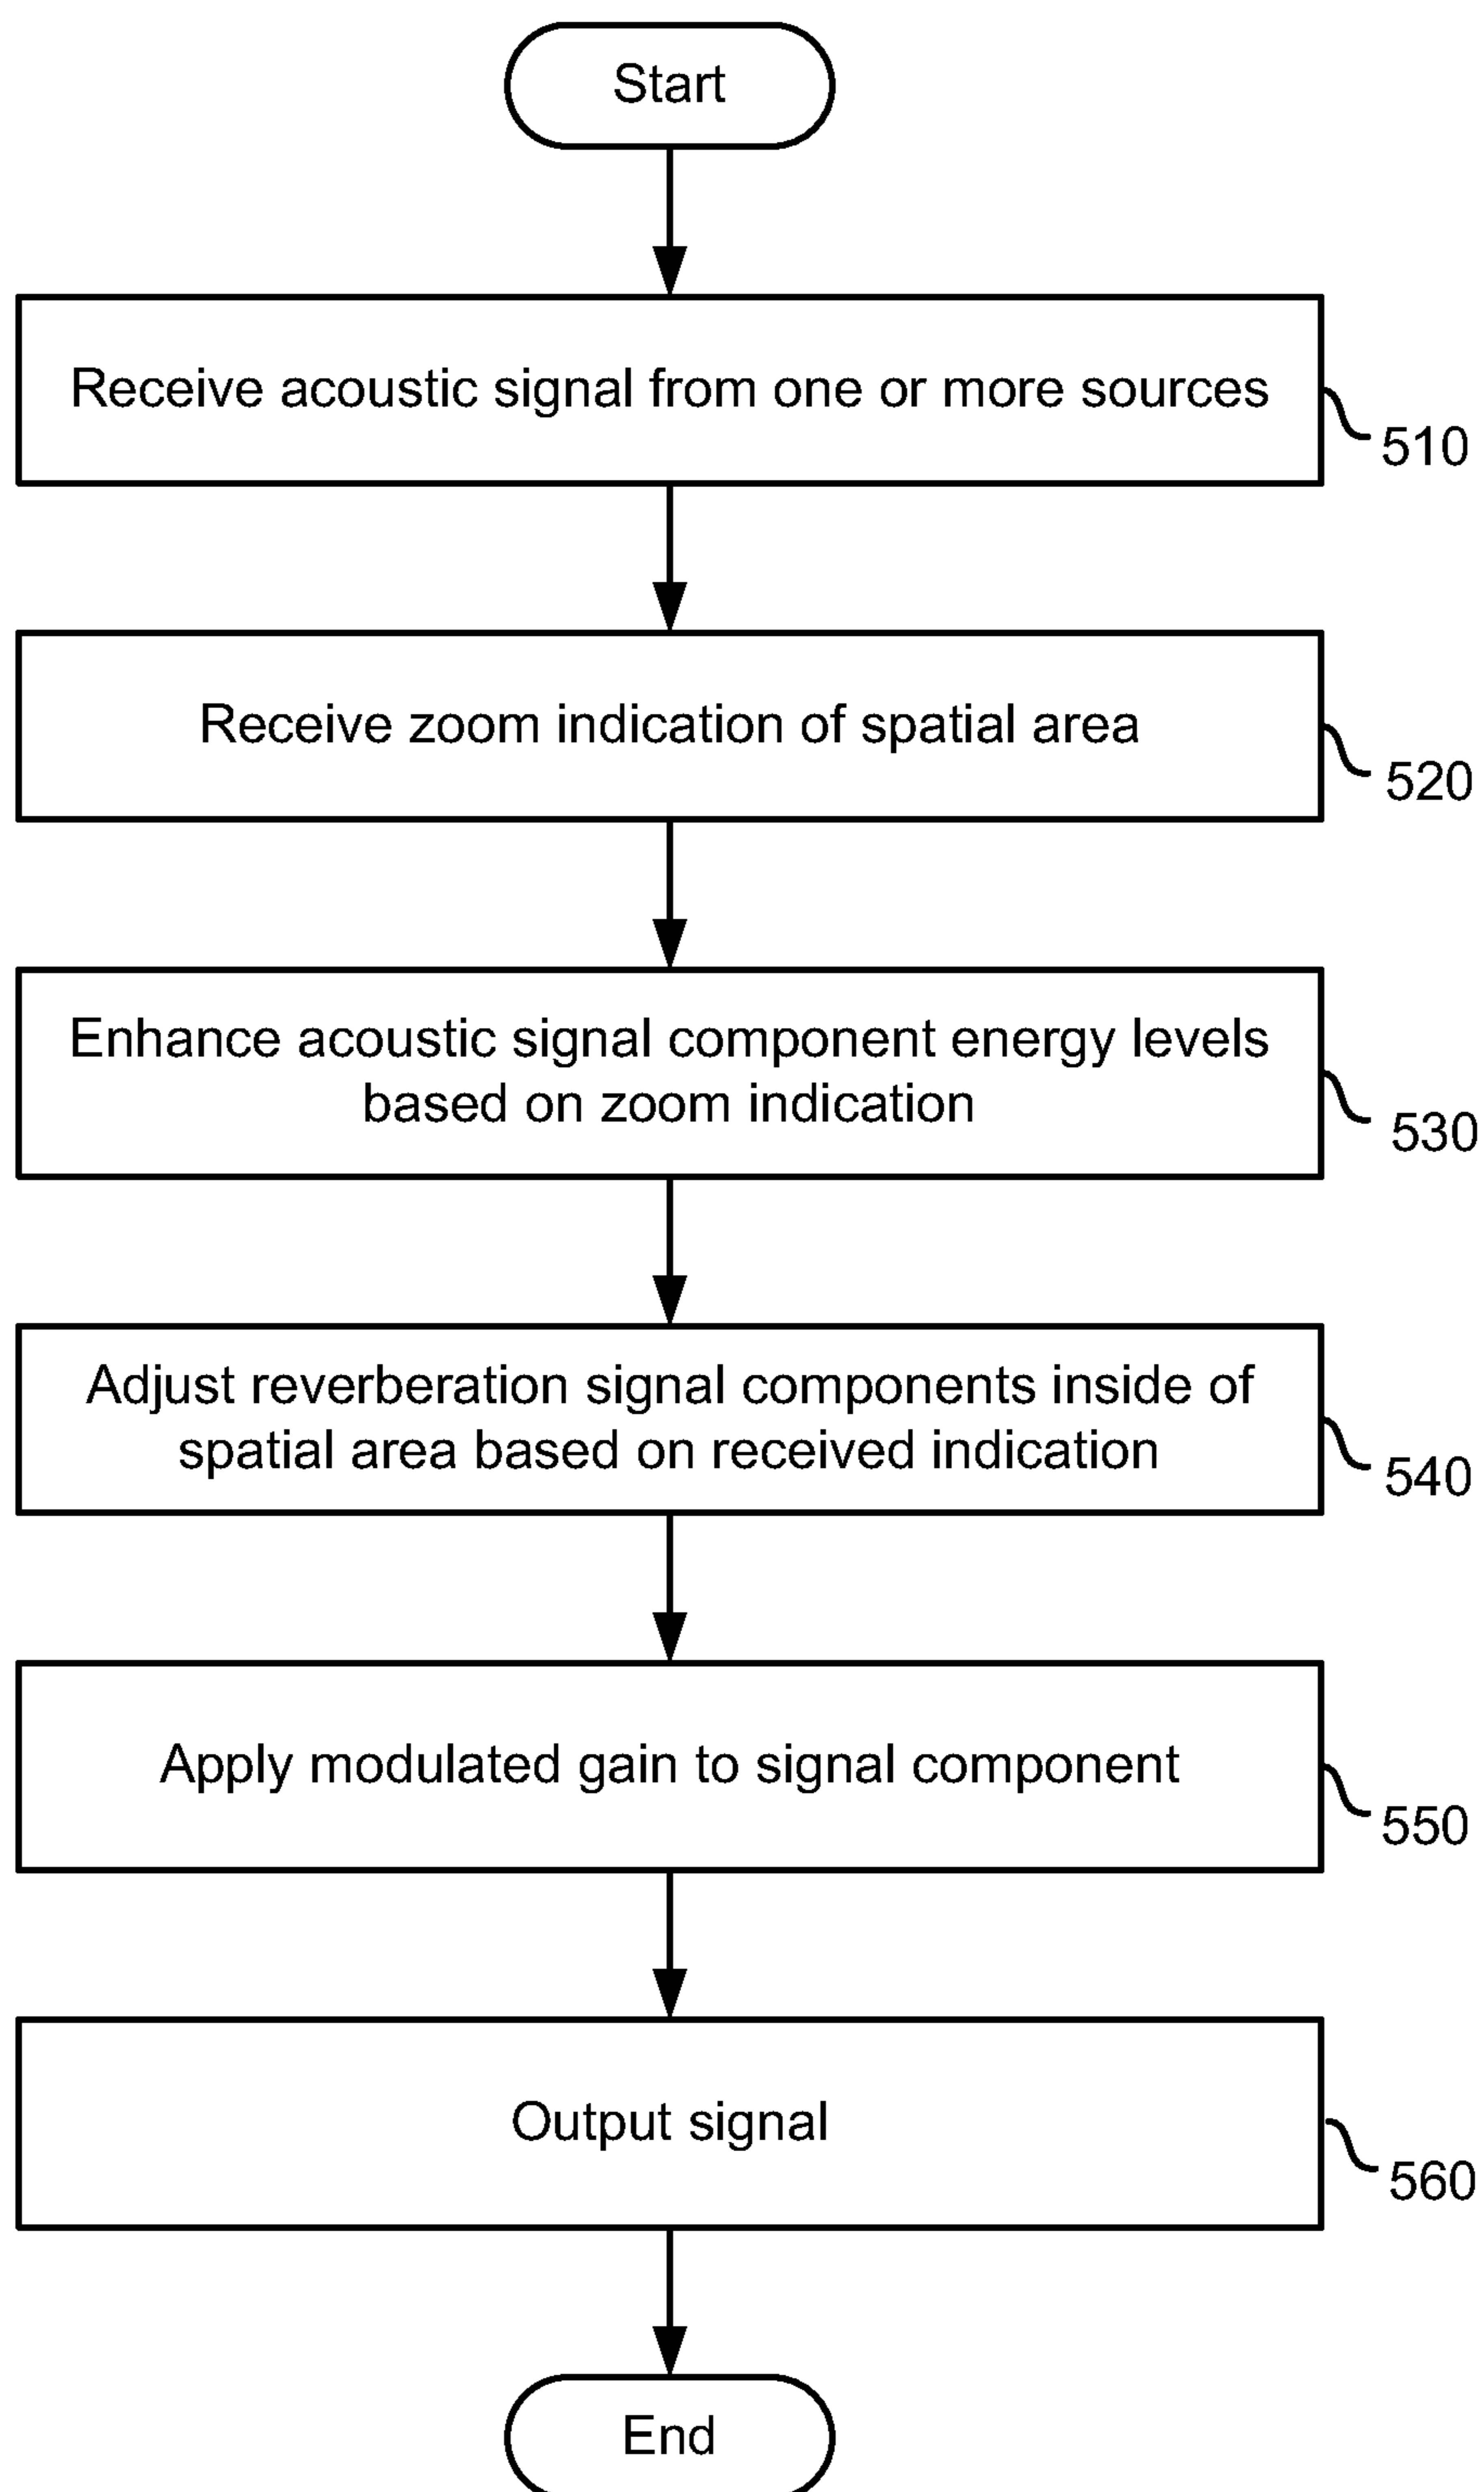 Start
Receive acoustic signal from one or more sources
510
Receive zoom indication of spatial area
520
Enhance acoustic signal component energy levels
based on zoom indication
530
Adjust reverberation signal components inside of
spatial area based on received indication
540
Apply modulated gain to signal component
550
Output signal
560
End